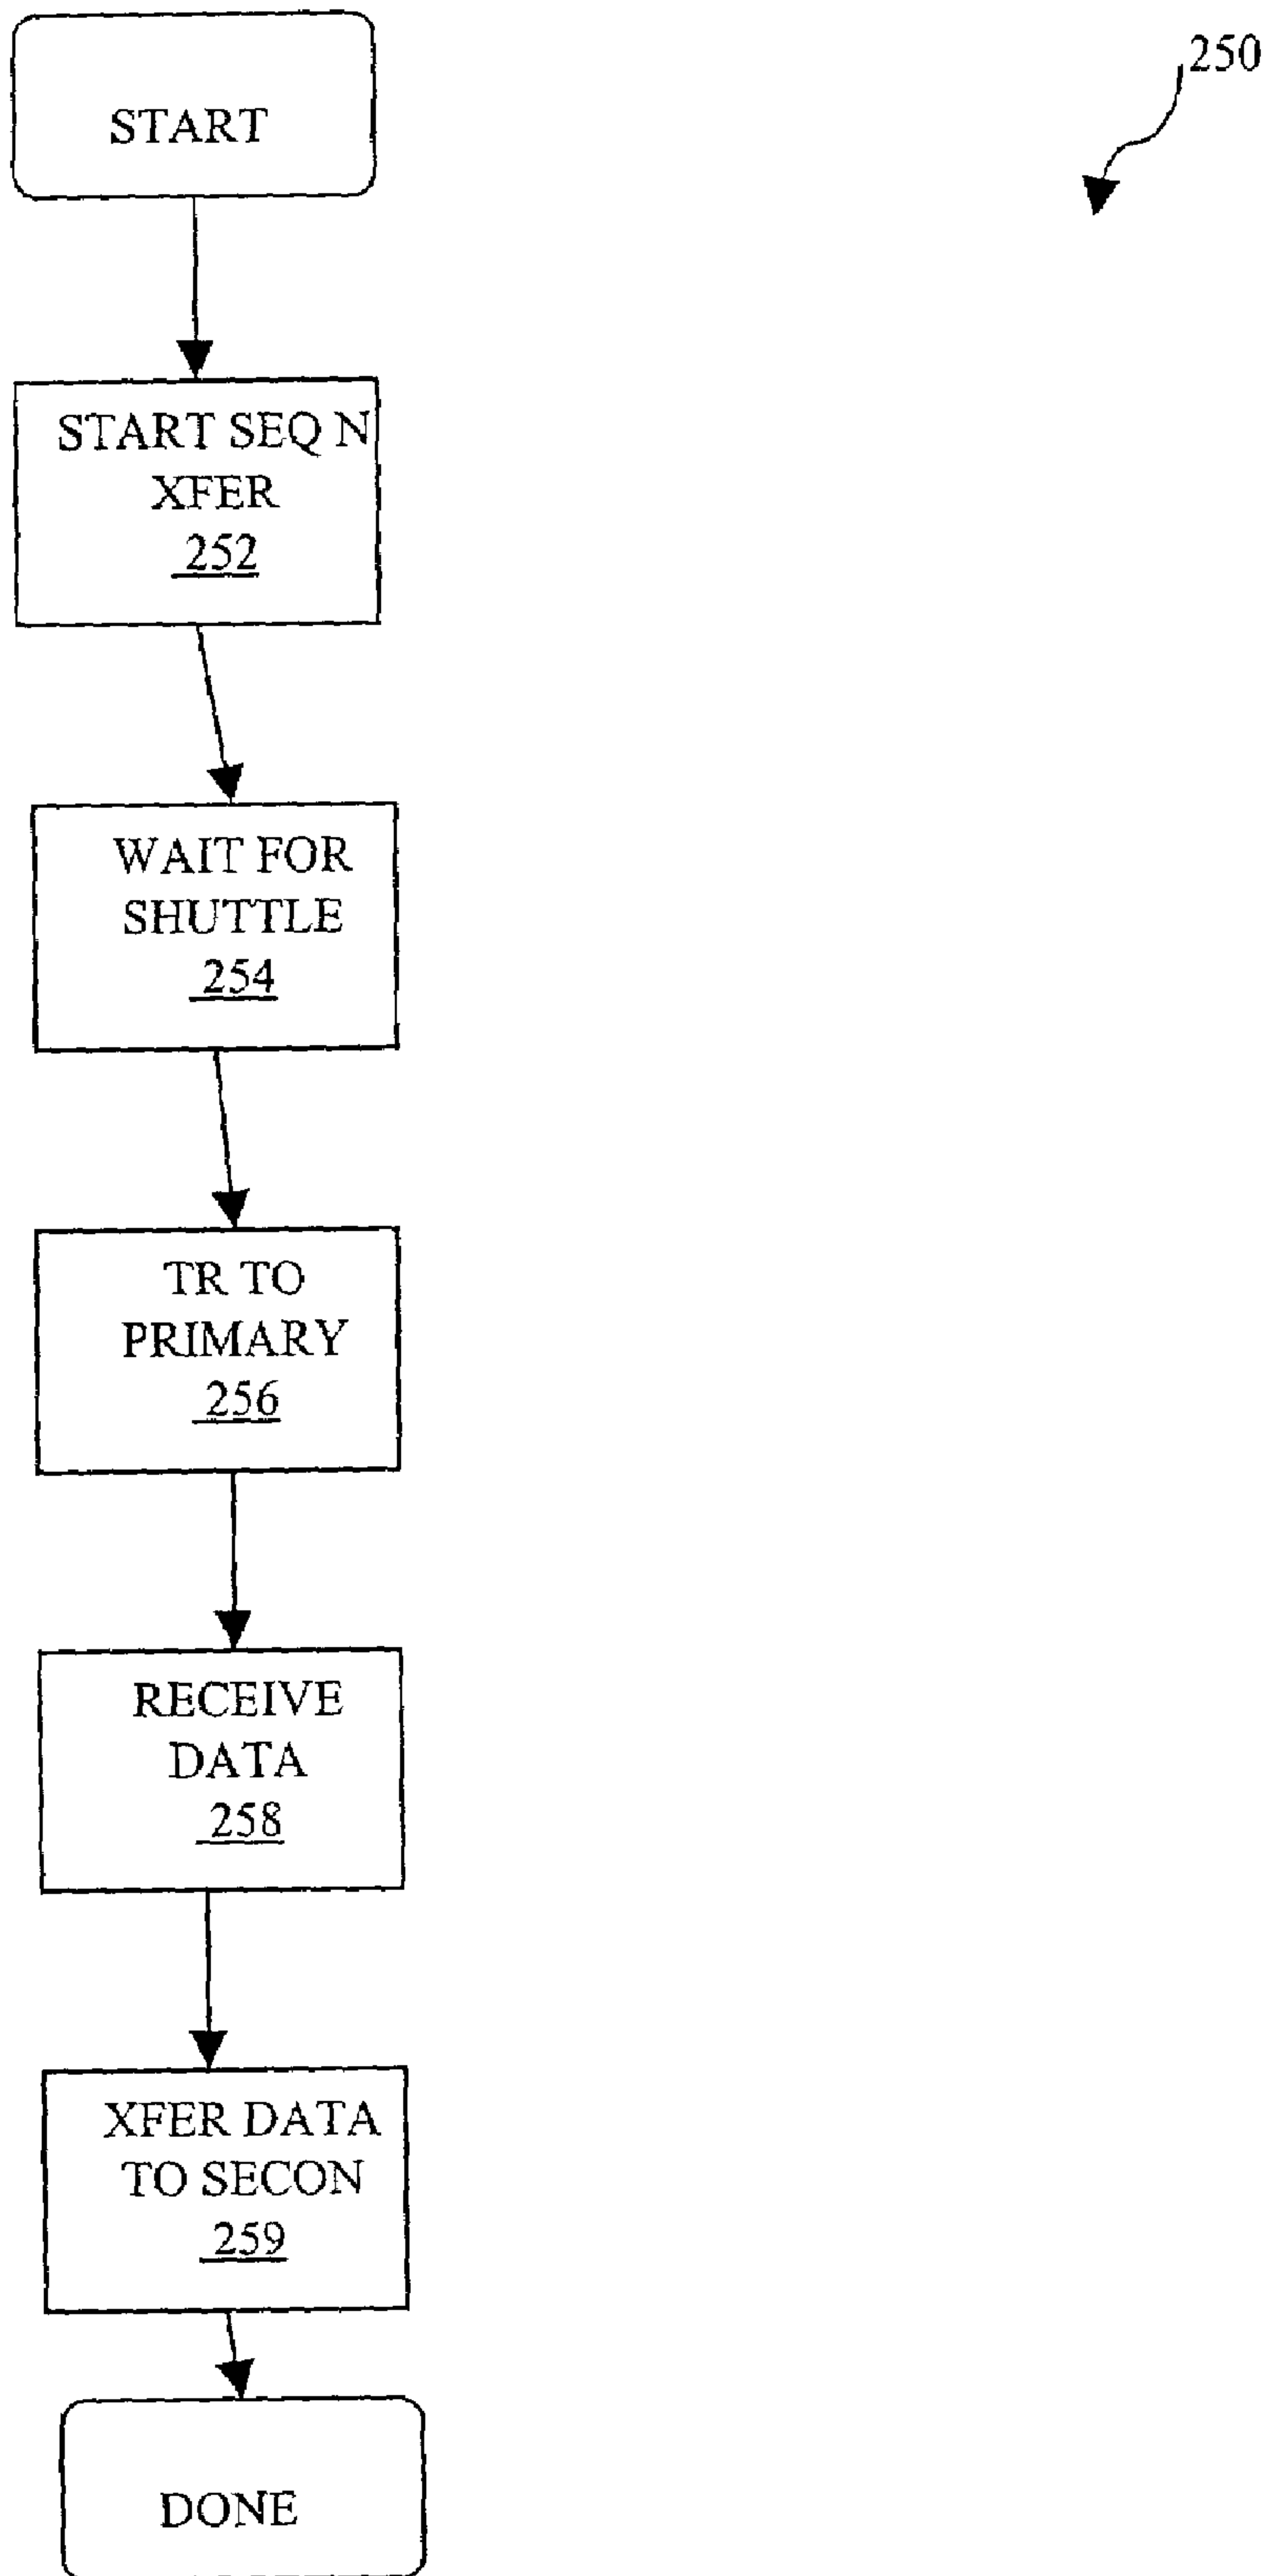 250
START
START SEQ N
XFER
252
WAIT FOR
SHUTTLE
254
TR TO
PRIMARY
256
RECEIVE
DATA
258
XFER DATA
TO SECON
259
DONE